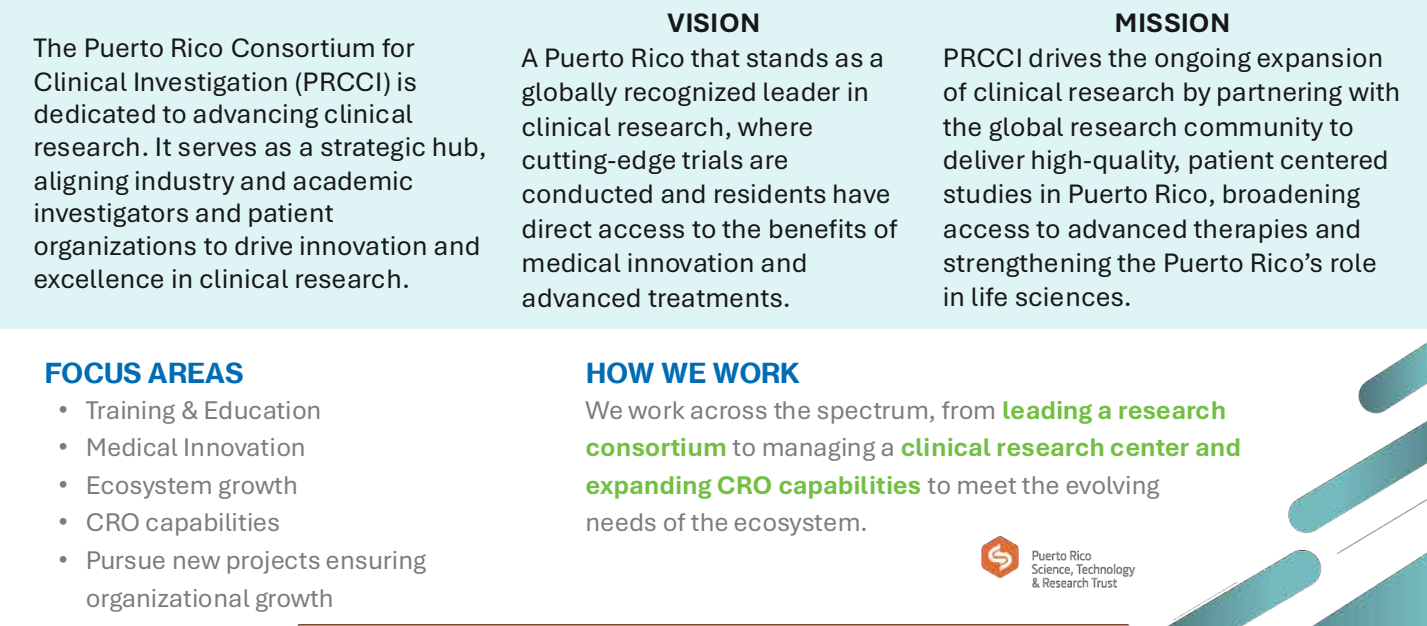 The Puerto Rico Consortium for
Clinical Investigation (PRCCI) is
dedicated to advancing clinical
research. It serves as a strategic hub,
aligning industry and academic
investigators and patient
organizations to drive innovation and
excellence in clinical research.
VISION
A Puerto Rico that stands as a
globally recognized leader in
clinical research, where
cutting-edge trials are
conducted and residents have
direct access to the benefits of
medical innovation and
advanced treatments.
MISSION
PRCCI drives the ongoing expansion
of clinical research by partnering with
the global research community to
deliver high-quality, patient centered
studies in Puerto Rico, broadening
access to advanced therapies and
strengthening the Puerto Rico’s role
in life sciences.
FOCUS AREAS
• Training & Education
• Medical Innovation
• Ecosystem growth
• CRO capabilities
• Pursue new projects ensuring
organizational growth
HOW WE WORK
We work across the spectrum, from leading a research
consortium to managing a clinical research center and
expanding CRO capabilities to meet the evolving
needs of the ecosystem.
Puerto Rico
Science, Technology
& Research Trust